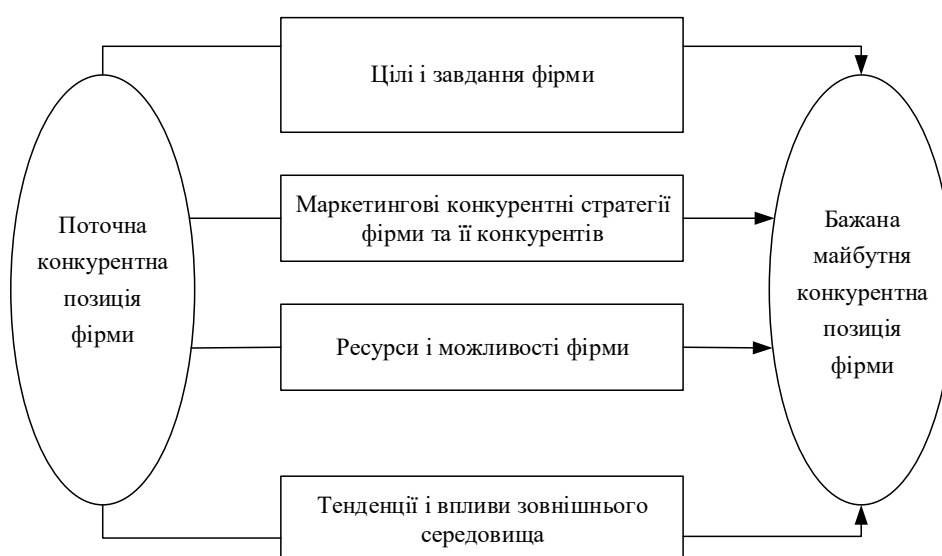 Цілі і завдання фірми
Маркетингові конкурентні стратегії
фірми та її конкурентів
Поточна
конкурентна
позиція
фірми
Бажана
майбутня
конкурентна
позиція
фірми
Ресурси і можливості фірми
Тенденції і впливи зовнішнього
середовища